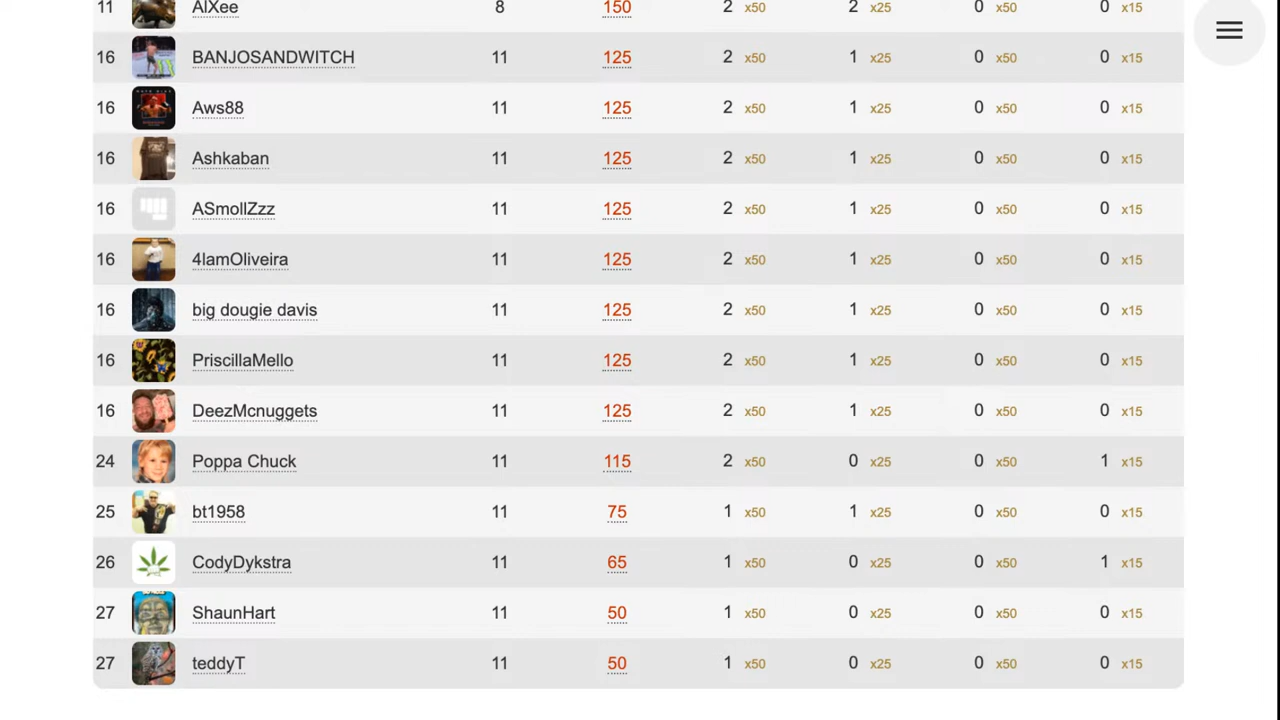 11 AlXee 8 150 2 x50 2 x25 0 x50 0 x15
16 BANJOSANDWITCH 11 125 2 x50 1 x25 0 x50 0 x15
16 Aws88 11 125 2 x50 1 x25 0 x50 0 x15
16 Ashkaban 11 125 2 x50 1 x25 0 x50 0 x15
16 ASmollZzz 11 125 2 x50 1 x25 0 x50 0 x15
16 4IamOliveira 11 125 2 x50 1 x25 0 x50 0 x15
16 big dougie davis 11 125 2 x50 1 x25 0 x50 0 x15
16 PriscillaMello 11 125 2 x50 1 x25 0 x50 0 x15
16 DeezMcnuggets 11 125 2 x50 1 x25 0 x50 0 x15
24 Poppa Chuck 11 115 2 x50 0 x25 0 x50 1 x15
25 bt1958 11 75 1 x50 1 x25 0 x50 0 x15
26 CodyDykstra 11 65 1 x50 0 x25 0 x50 1 x15
27 ShaunHart 11 50 1 x50 0 x25 0 x50 0 x15
27 teddyT 11 50 1 x50 0 x25 0 x50 0 x15